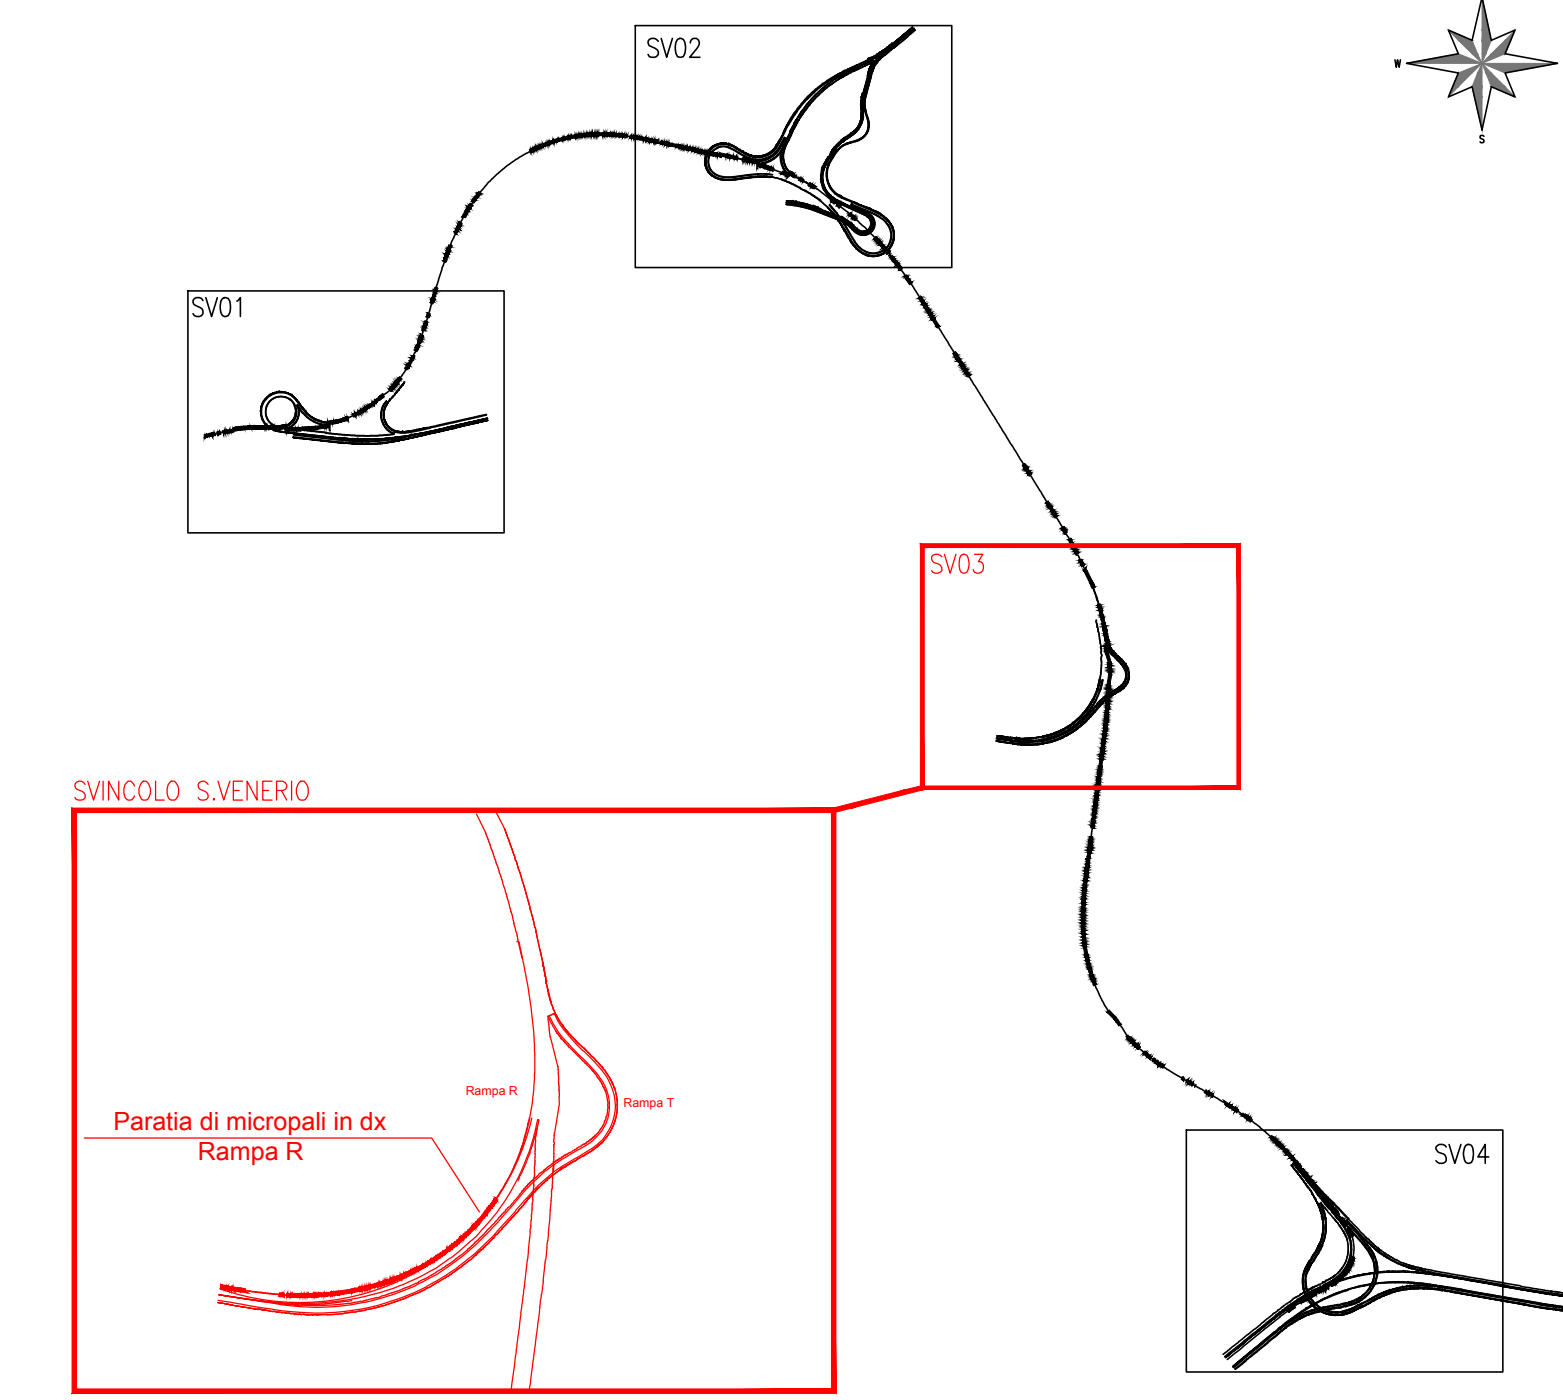 SV02
W
S
SV01
SV03
SVINCOLO S.VENERIO
Rampa R
Rampa T
Paratia di micropali in dx
Rampa R
SV04